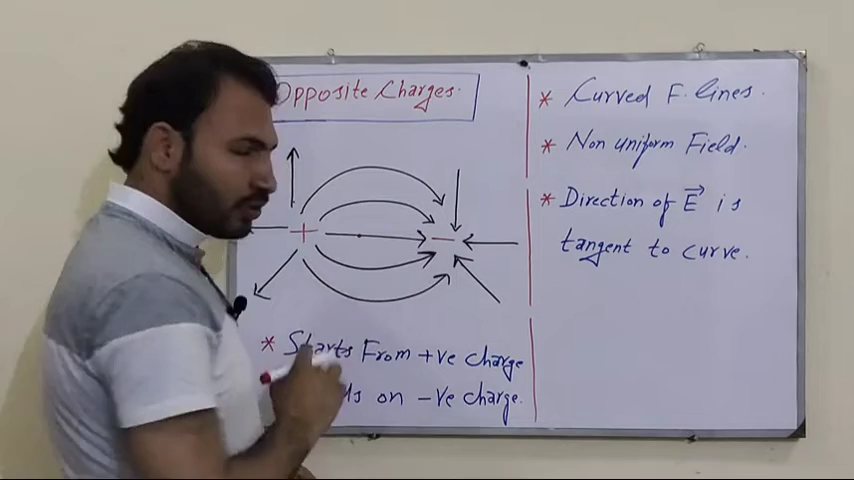 Opposite Charges.
+
−
* Starts From +ve charge
on -ve charge.
* Curved F. lines.
* Non uniform Field.
* Direction of E⃗ is
tangent to curve.